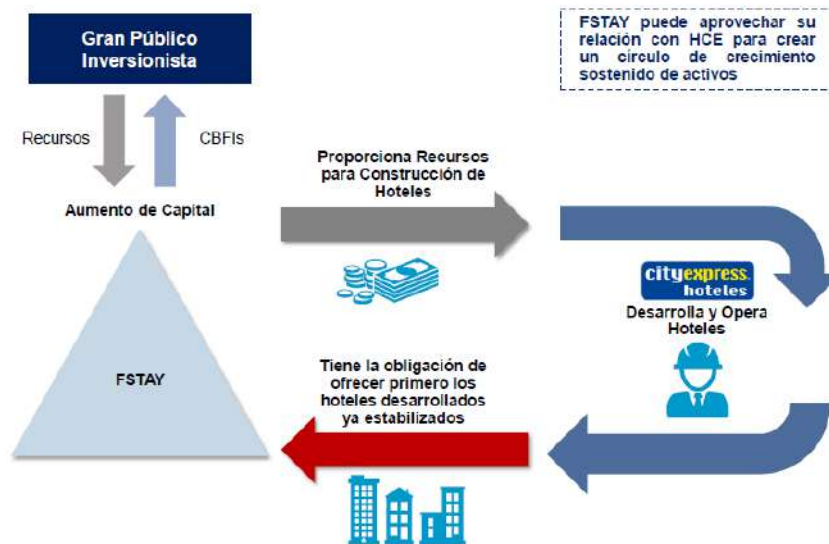 Gran Público
Inversionista
FSTAY puede aprovechar su
relación con HCE para crear
un círculo de crecimiento
sostenido de activos
Recursos
CBFIs
Aumento de Capital
Proporciona Recursos
para Construcción de
Hoteles
cityexpress.
hoteles
Desarrolla y Opera
Hoteles
FSTAY
Tiene la obligación de
ofrecer primero los
hoteles desarrollados
ya estabilizados